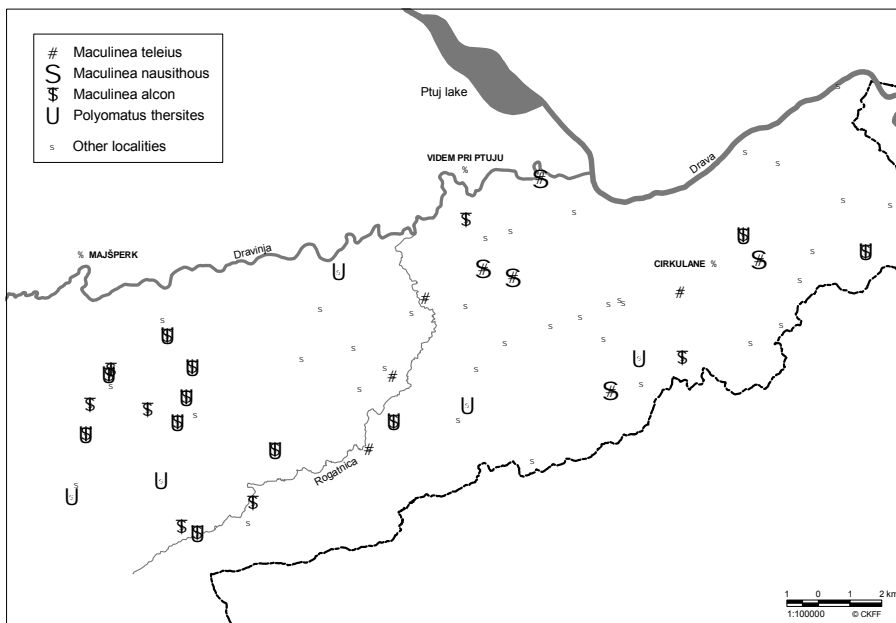 # Maculinea teleius
S Maculinea nausithous
$ Maculinea alcon
U Polyomatus thersites
s Other localities
Ptuj lake
VIDEM PRI PTUJU
%
Drava
% MAJŠPERK
Dravinja
CIRKULANE %
Rogatnica
1 0 1 2 km
1:100000 © CKFF